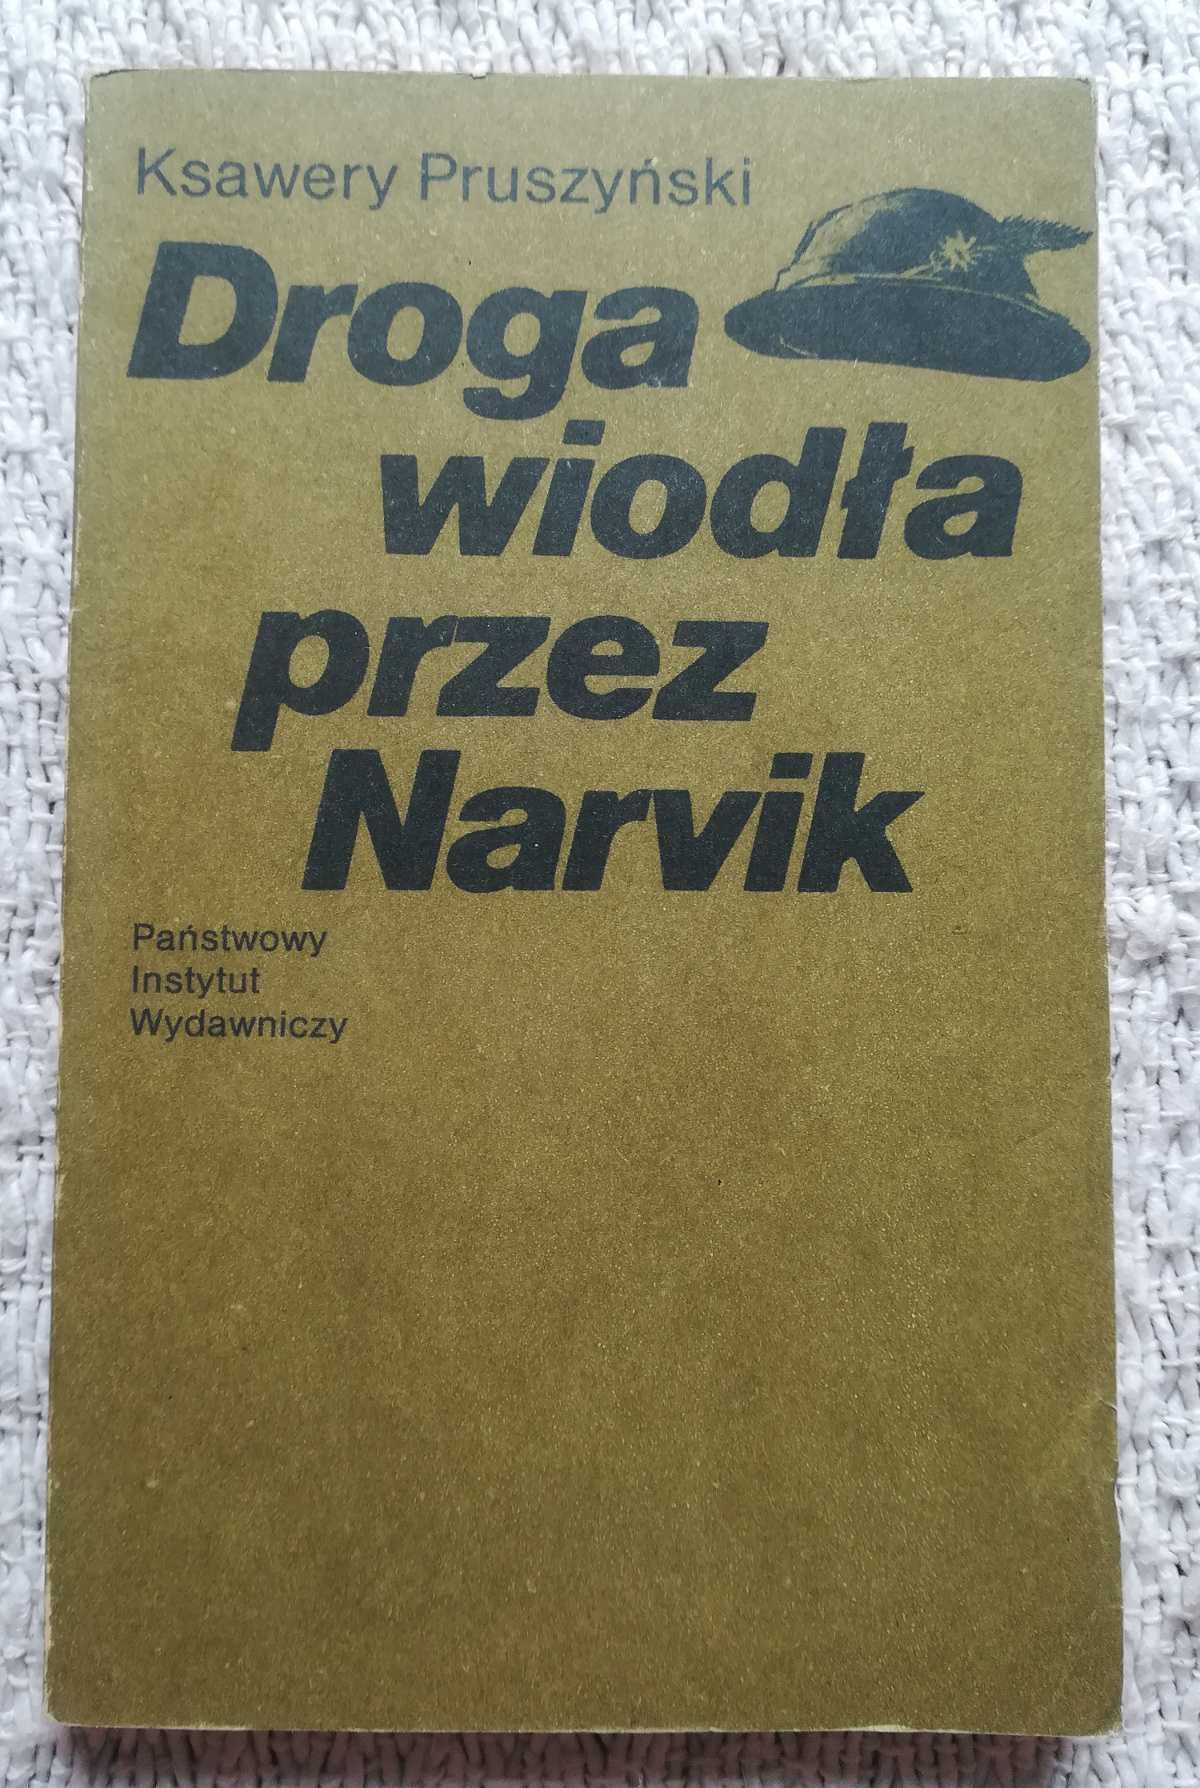 Ksawery Pruszyński
Droga
wiodła
przez
Narvik
Państwowy
Instytut
Wydawniczy